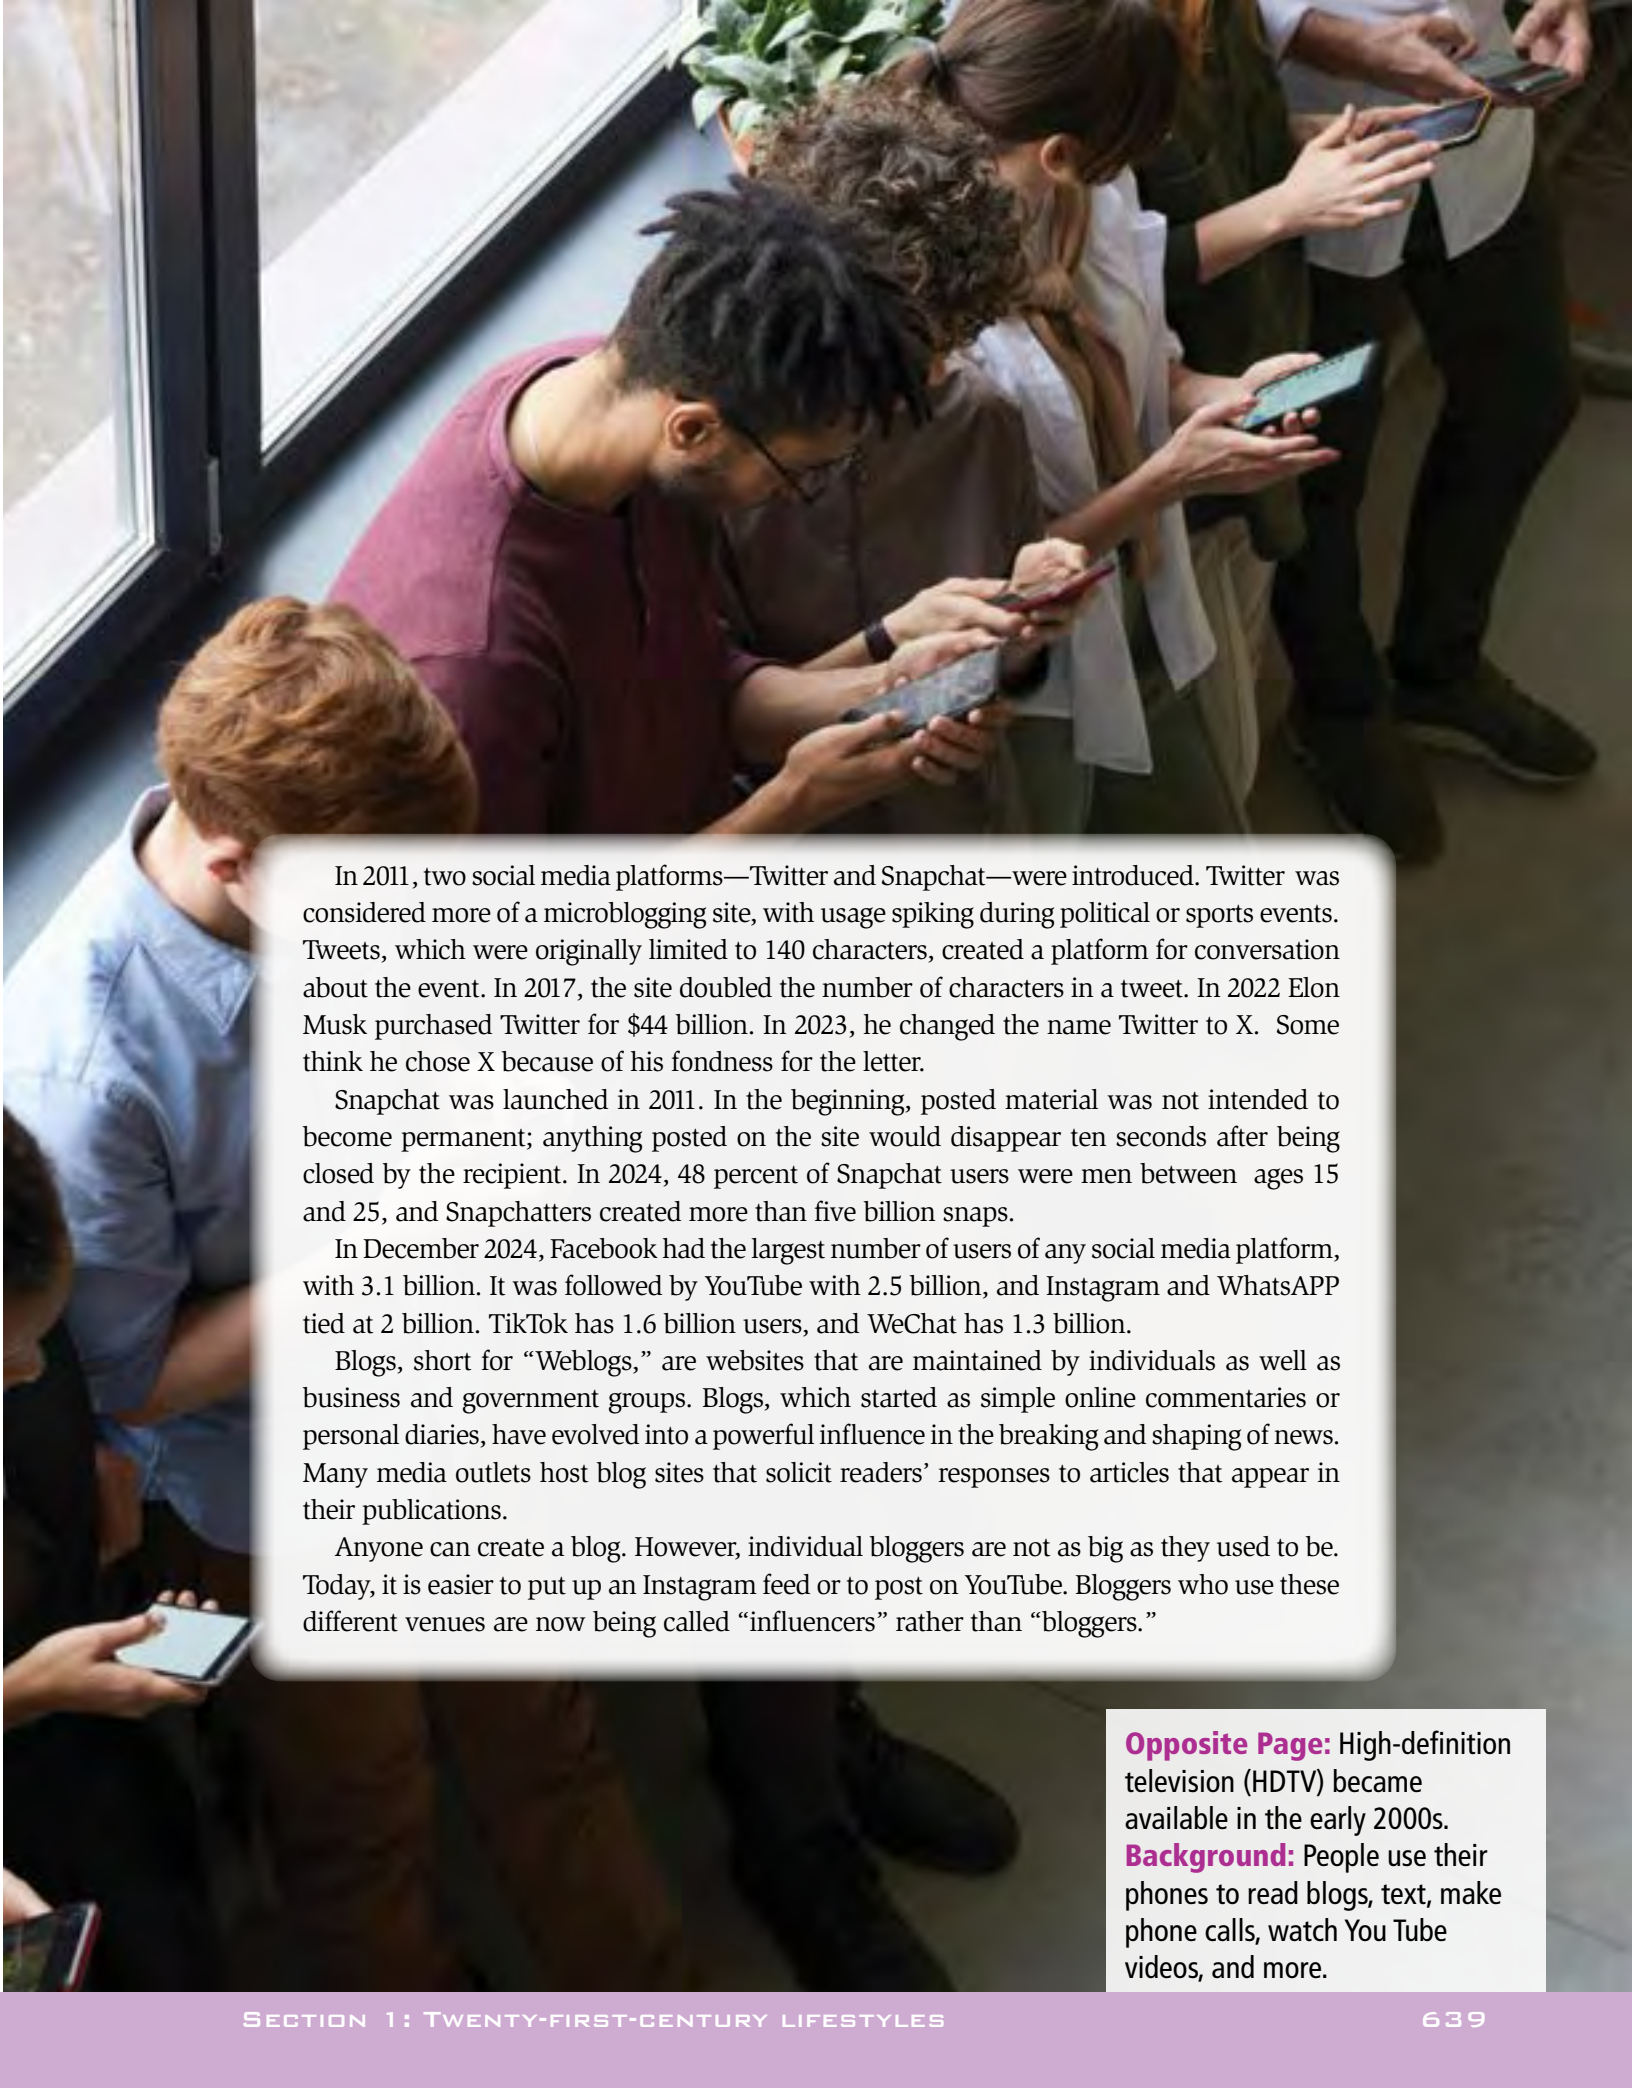 In 2011, two social media platforms—Twitter and Snapchat—were introduced. Twitter was
considered more of a microblogging site, with usage spiking during political or sports events.
Tweets, which were originally limited to 140 characters, created a platform for conversation
about the event. In 2017, the site doubled the number of characters in a tweet. In 2022 Elon
Musk purchased Twitter for $44 billion. In 2023, he changed the name Twitter to X. Some
think he chose X because of his fondness for the letter.
Snapchat was launched in 2011. In the beginning, posted material was not intended to
become permanent; anything posted on the site would disappear ten seconds after being
closed by the recipient. In 2024, 48 percent of Snapchat users were men between ages 15
and 25, and Snapchatters created more than five billion snaps.
In December 2024, Facebook had the largest number of users of any social media platform,
with 3.1 billion. It was followed by YouTube with 2.5 billion, and Instagram and WhatsAPP
tied at 2 billion. TikTok has 1.6 billion users, and WeChat has 1.3 billion.
Blogs, short for “Weblogs,” are websites that are maintained by individuals as well as
business and government groups. Blogs, which started as simple online commentaries or
personal diaries, have evolved into a powerful influence in the breaking and shaping of news.
Many media outlets host blog sites that solicit readers’ responses to articles that appear in
their publications.
Anyone can create a blog. However, individual bloggers are not as big as they used to be.
Today, it is easier to put up an Instagram feed or to post on YouTube. Bloggers who use these
different venues are now being called “influencers” rather than “bloggers.”
Opposite Page: High-definition
television (HDTV) became
available in the early 2000s.
Background: People use their
phones to read blogs, text, make
phone calls, watch You Tube
videos, and more.
Section 1: Twenty-first-century lifestyles 639